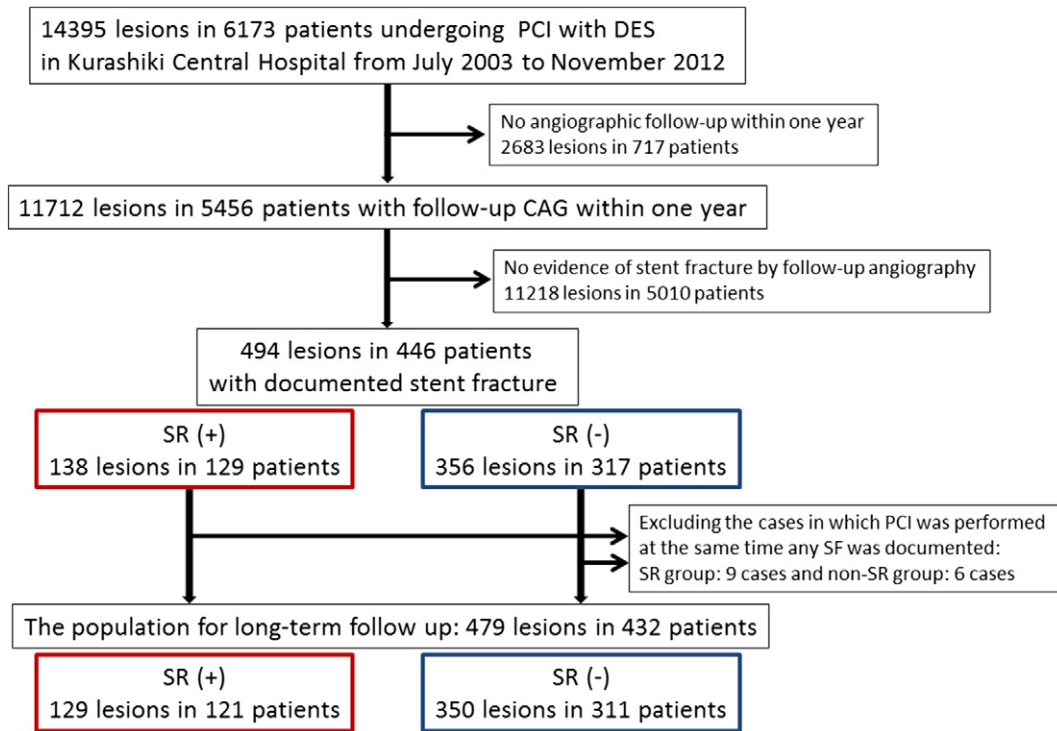 14395 lesions in 6173 patients undergoing PCI with DES
in Kurashiki Central Hospital from July 2003 to November 2012
No angiographic follow-up within one year
2683 lesions in 717 patients
11712 lesions in 5456 patients with follow-up CAG within one year
No evidence of stent fracture by follow-up angiography
11218 lesions in 5010 patients
494 lesions in 446 patients
with documented stent fracture
SR (+)
138 lesions in 129 patients
SR (-)
356 lesions in 317 patients
Excluding the cases in which PCI was performed
at the same time any SF was documented:
SR group: 9 cases and non-SR group: 6 cases
The population for long-term follow up: 479 lesions in 432 patients
SR (+)
129 lesions in 121 patients
SR (-)
350 lesions in 311 patients